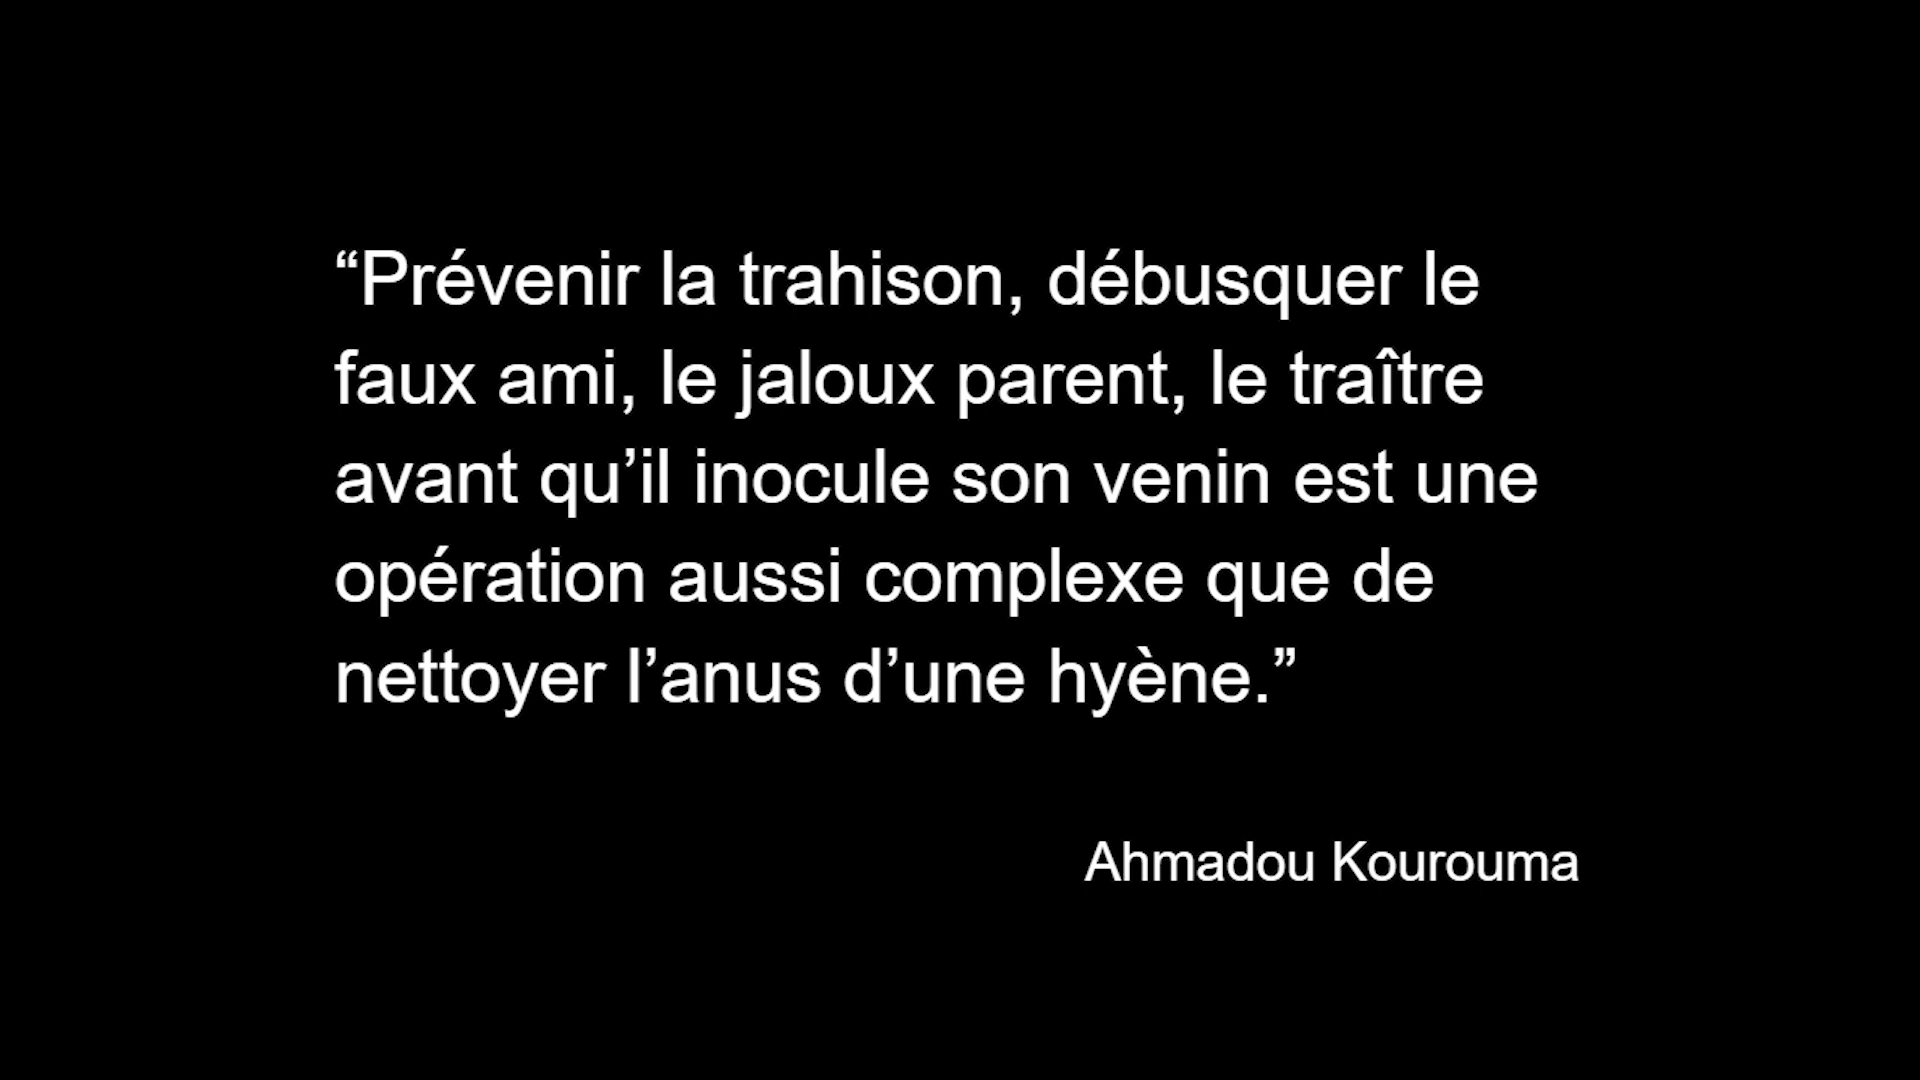 “Prévenir la trahison, débusquer le
faux ami, le jaloux parent, le traître
avant qu’il inocule son venin est une
opération aussi complexe que de
nettoyer l’anus d’une hyène.”
Ahmadou Kourouma